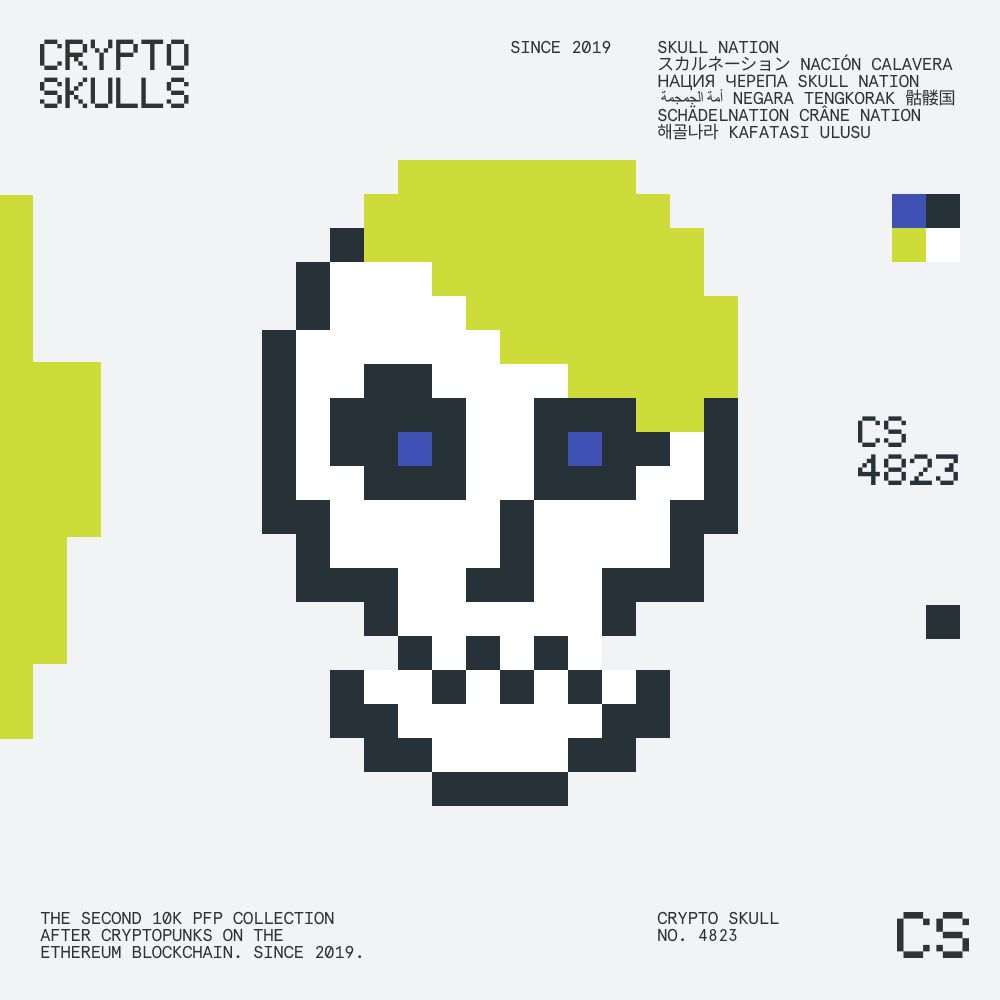 CRYPTO
SKULLS
SINCE 2019
SKULL NATION
スカルネーション NACIÓN CALAVERA
НАЦИЯ ЧЕРЕПА SKULL NATION
أمة الجمجمة NEGARA TENGKORAK 骷髅国
SCHÄDELNATION CRÂNE NATION
해골나라 KAFATASI ULUSU
CS
4823
THE SECOND 10K PFP COLLECTION
AFTER CRYPTOPUNKS ON THE
ETHEREUM BLOCKCHAIN. SINCE 2019.
CRYPTO SKULL
NO. 4823
CS